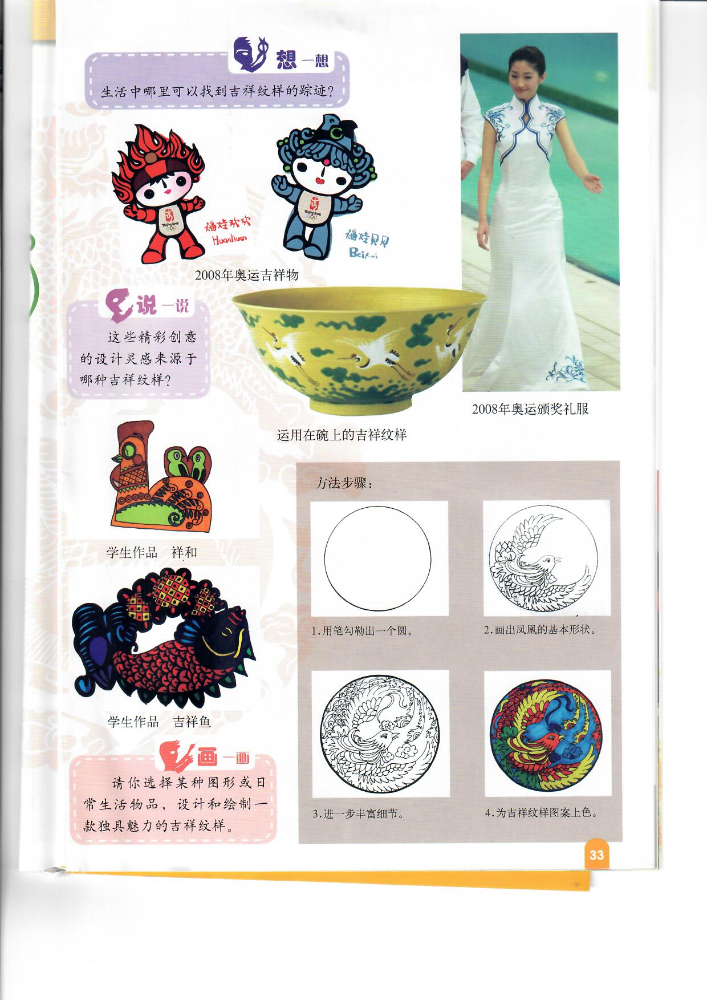 想一想
生活中哪里可以找到吉祥纹样的踪迹？
福娃欢欢
Huanhuan
福娃贝贝
2008年奥运吉祥物
说一说
这些精彩创意
的设计灵感来源于
哪种吉祥纹样？
2008年奥运颁奖礼服
运用在碗上的吉祥纹样
学生作品 祥和
学生作品 吉祥鱼
画一画
请你选择某种图形或日
常生活物品，设计和绘制一
款独具魅力的吉祥纹样。
方法步骤：
1.用笔勾勒出一个圆。
2.画出凤凰的基本形状。
3.进一步丰富细节。
4.为吉祥纹样图案上色。
33